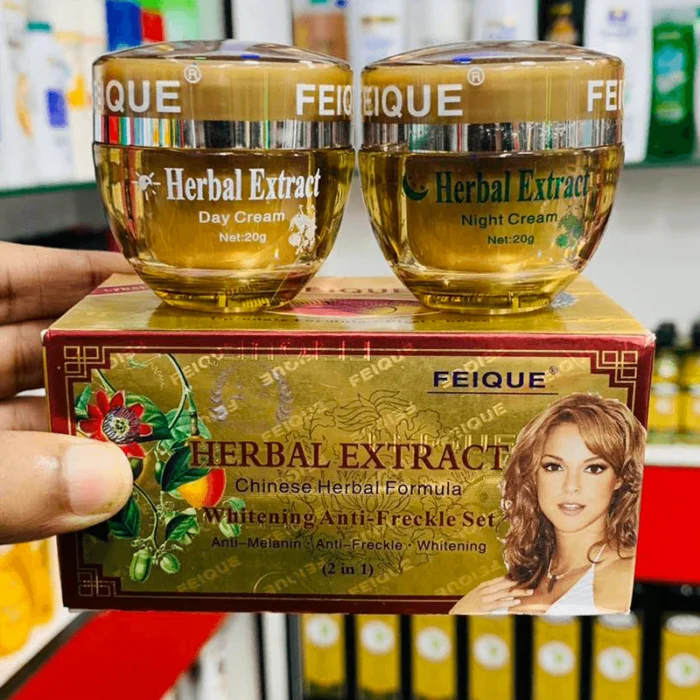 FEIQUE®
FEIQUE®
FEI
Herbal Extract
Day Cream
Net:20g
Herbal Extract
Night Cream
Net:20g
FEIQUE
FEIQUE®
HERBAL EXTRACT
Chinese Herbal Formula
Whitening Anti-Freckle Set
Anti-Melanin · Anti-Freckle · Whitening
(2 in 1)